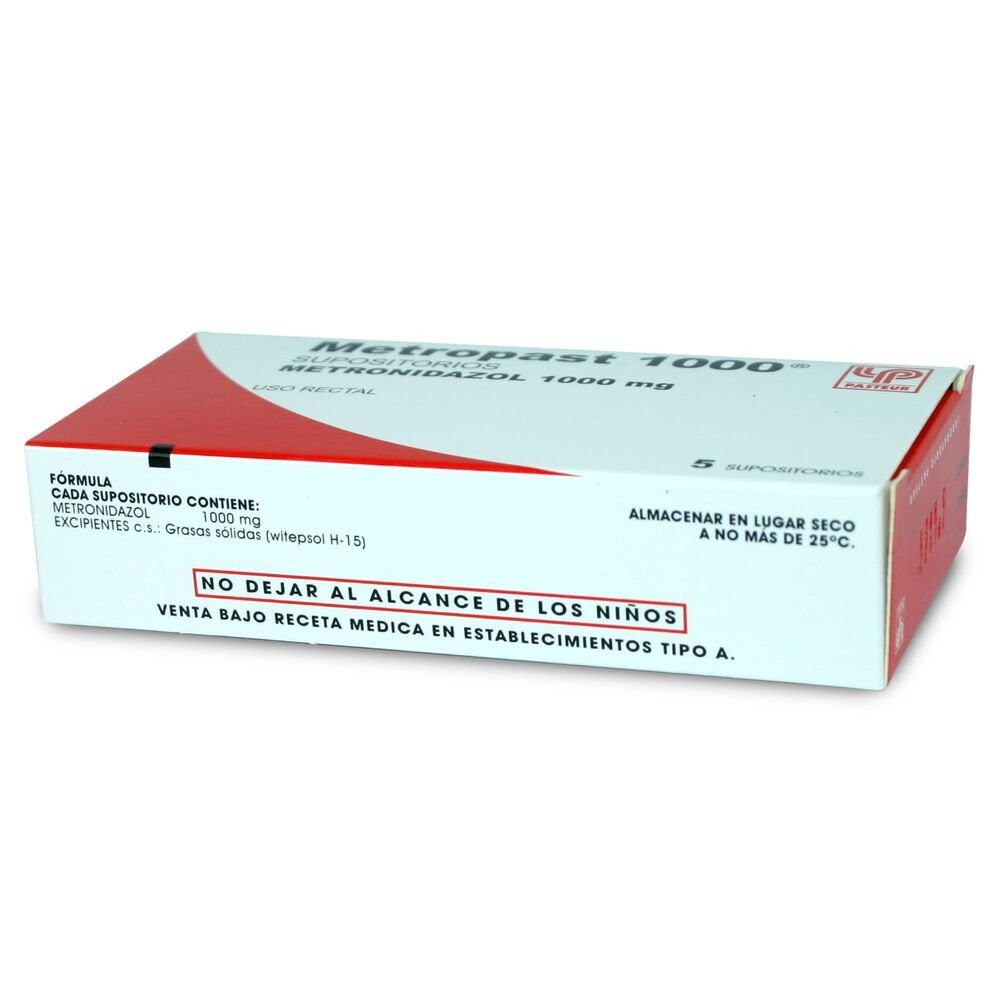 Metropast 1000®
SUPOSITORIOS
METRONIDAZOL 1000 mg
USO RECTAL
LP
PASTEUR
5 SUPOSITORIOS
FÓRMULA
CADA SUPOSITORIO CONTIENE:
METRONIDAZOL 1000 mg
EXCIPIENTES c.s.: Grasas sólidas (witepsol H-15)
ALMACENAR EN LUGAR SECO
A NO MÁS DE 25ºC.
NO DEJAR AL ALCANCE DE LOS NIÑOS
VENTA BAJO RECETA MEDICA EN ESTABLECIMIENTOS TIPO A.